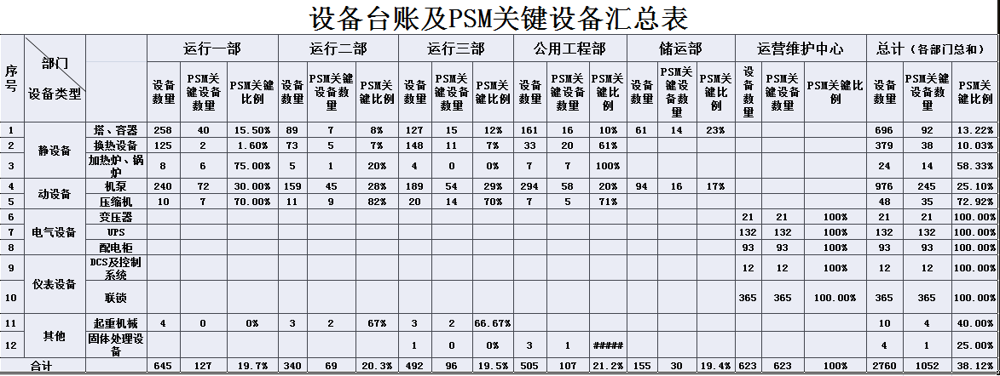 设备台账及PSM关键设备汇总表
序号 部门 设备类型 运行一部 运行二部 运行三部 公用工程部 储运部 运营维护中心 总计（各部门总和）
设备数量 PSM关键设备数量 PSM关键比例 设备数量 PSM关键设备数量 PSM关键比例 设备数量 PSM关键设备数量 PSM关键比例 设备数量 PSM关键设备数量 PSM关键比例 设备数量 PSM关键设备数量 PSM关键比例 设备数量 PSM关键设备数量 PSM关键比例 设备数量 PSM关键设备数量 PSM关键比例
1 静设备 塔、容器 258 40 15.50% 89 7 8% 127 15 12% 161 16 10% 61 14 23% 696 92 13.22%
2 换热设备 125 2 1.60% 73 5 7% 148 11 7% 33 20 61% 379 38 10.03%
3 加热炉、锅炉 8 6 75.00% 5 1 20% 4 0 0% 7 7 100% 24 14 58.33%
4 动设备 机泵 240 72 30.00% 159 45 28% 189 54 29% 294 58 20% 94 16 17% 976 245 25.10%
5 压缩机 10 7 70.00% 11 9 82% 20 14 70% 7 5 71% 48 35 72.92%
6 电气设备 变压器 21 21 100% 21 21 100.00%
7 UPS 132 132 100% 132 132 100.00%
8 配电柜 93 93 100% 93 93 100.00%
9 仪表设备 DCS及控制系统 12 12 100% 12 12 100.00%
10 联锁 365 365 100.00% 365 365 100.00%
11 其他 起重机械 4 0 0% 3 2 67% 3 2 66.67% 10 4 40.00%
12 固体处理设备 1 0 0% 3 1 ##### 4 1 25.00%
合计 645 127 19.7% 340 69 20.3% 492 96 19.5% 505 107 21.2% 155 30 19.4% 623 623 100% 2760 1052 38.12%